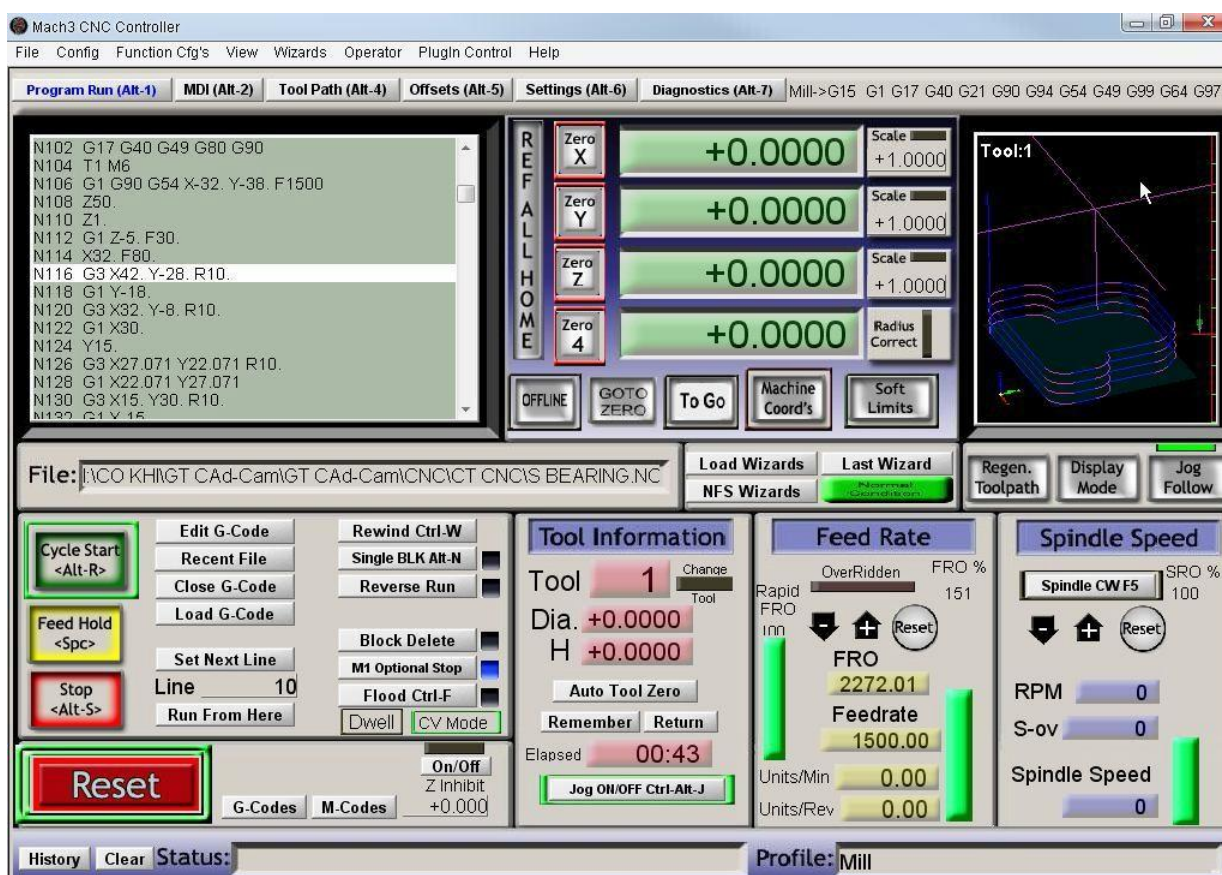 Mach3 CNC Controller
File Config Function Cfg's View Wizards Operator PlugIn Control Help
Program Run (Alt-1) MDI (Alt-2) Tool Path (Alt-4) Offsets (Alt-5) Settings (Alt-6) Diagnostics (Alt-7) Mill->G15 G1 G17 G40 G21 G90 G94 G54 G49 G99 G64 G97
N102 G17 G40 G49 G80 G90
N104 T1 M6
N106 G1 G90 G54 X-32. Y-38. F1500
N108 Z50.
N110 Z1.
N112 G1 Z-5. F30.
N114 X32. F80.
N116 G3 X42. Y-28. R10.
N118 G1 Y-18.
N120 G3 X32. Y-8. R10.
N122 G1 X30.
N124 Y15.
N126 G3 X27.071 Y22.071 R10.
N128 G1 X22.071 Y27.071
N130 G3 X15. Y30. R10.
REF ALL HOME
Zero X +0.0000 Scale +1.0000
Zero Y +0.0000 Scale +1.0000
Zero Z +0.0000 Scale +1.0000
Zero 4 +0.0000 Radius Correct
OFFLINE GOTO ZERO To Go Machine Coord's Soft Limits
Tool:1
File: I:\CO KHI\GT CAd-Cam\GT CAd-Cam\CNC\CT CNC\S BEARING.NC
Load Wizards Last Wizard
NFS Wizards Normal Condition
Regen. Toolpath Display Mode Jog Follow
Cycle Start
<Alt-R>
Feed Hold
<Spc>
Stop
<Alt-S>
Edit G-Code
Recent File
Close G-Code
Load G-Code
Set Next Line
Line 10
Run From Here
Rewind Ctrl-W
Single BLK Alt-N
Reverse Run
Block Delete
M1 Optional Stop
Flood Ctrl-F
Dwell CV Mode
Reset
G-Codes M-Codes
On/Off
Z Inhibit
+0.000
Tool Information
Tool 1 Change Tool
Dia. +0.0000
H +0.0000
Auto Tool Zero
Remember Return
Elapsed 00:43
Jog ON/OFF Ctrl-Alt-J
Feed Rate
OverRidden FRO %
151
Rapid
FRO
100
Reset
FRO
2272.01
Feedrate
1500.00
Units/Min 0.00
Units/Rev 0.00
Spindle Speed
Spindle CW F5 SRO %
100
Reset
RPM 0
S-ov 0
Spindle Speed
0
History Clear Status:
Profile: Mill